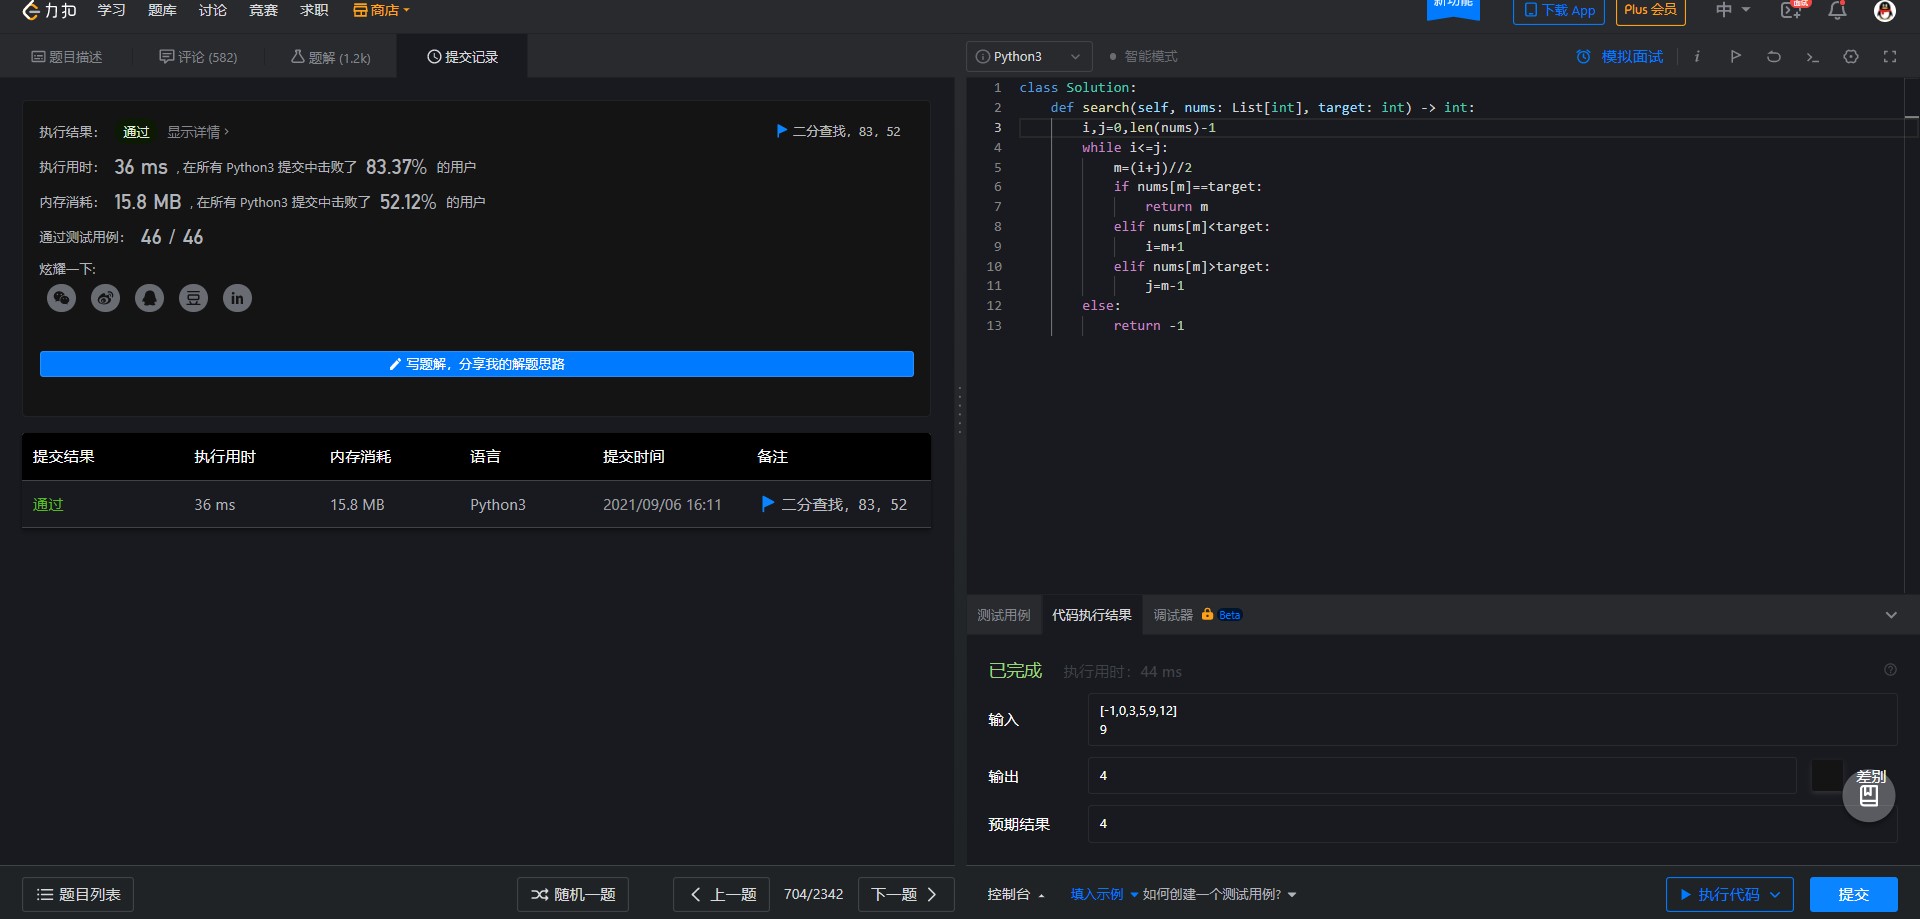 力扣 学习 题库 讨论 竞赛 求职 商店
新功能 下载 App Plus 会员 中 面试
题目描述 评论 (582) 题解 (1.2k) 提交记录
Python3 智能模式 模拟面试 i
执行结果： 通过 显示详情 ›
二分查找，83，52
执行用时： 36 ms , 在所有 Python3 提交中击败了 83.37% 的用户
内存消耗： 15.8 MB , 在所有 Python3 提交中击败了 52.12% 的用户
通过测试用例： 46 / 46
炫耀一下:
豆 in
写题解，分享我的解题思路
提交结果 执行用时 内存消耗 语言 提交时间 备注
通过 36 ms 15.8 MB Python3 2021/09/06 16:11 二分查找，83，52
题目列表 随机一题 上一题 704/2342 下一题
1 class Solution:
2 def search(self, nums: List[int], target: int) -> int:
3 i,j=0,len(nums)-1
4 while i<=j:
5 m=(i+j)//2
6 if nums[m]==target:
7 return m
8 elif nums[m]<target:
9 i=m+1
10 elif nums[m]>target:
11 j=m-1
12 else:
13 return -1
测试用例 代码执行结果 调试器 Beta
已完成 执行用时：44 ms
输入
[-1,0,3,5,9,12]
9
输出 4 差别
预期结果 4
控制台 填入示例 如何创建一个测试用例? 执行代码 提交